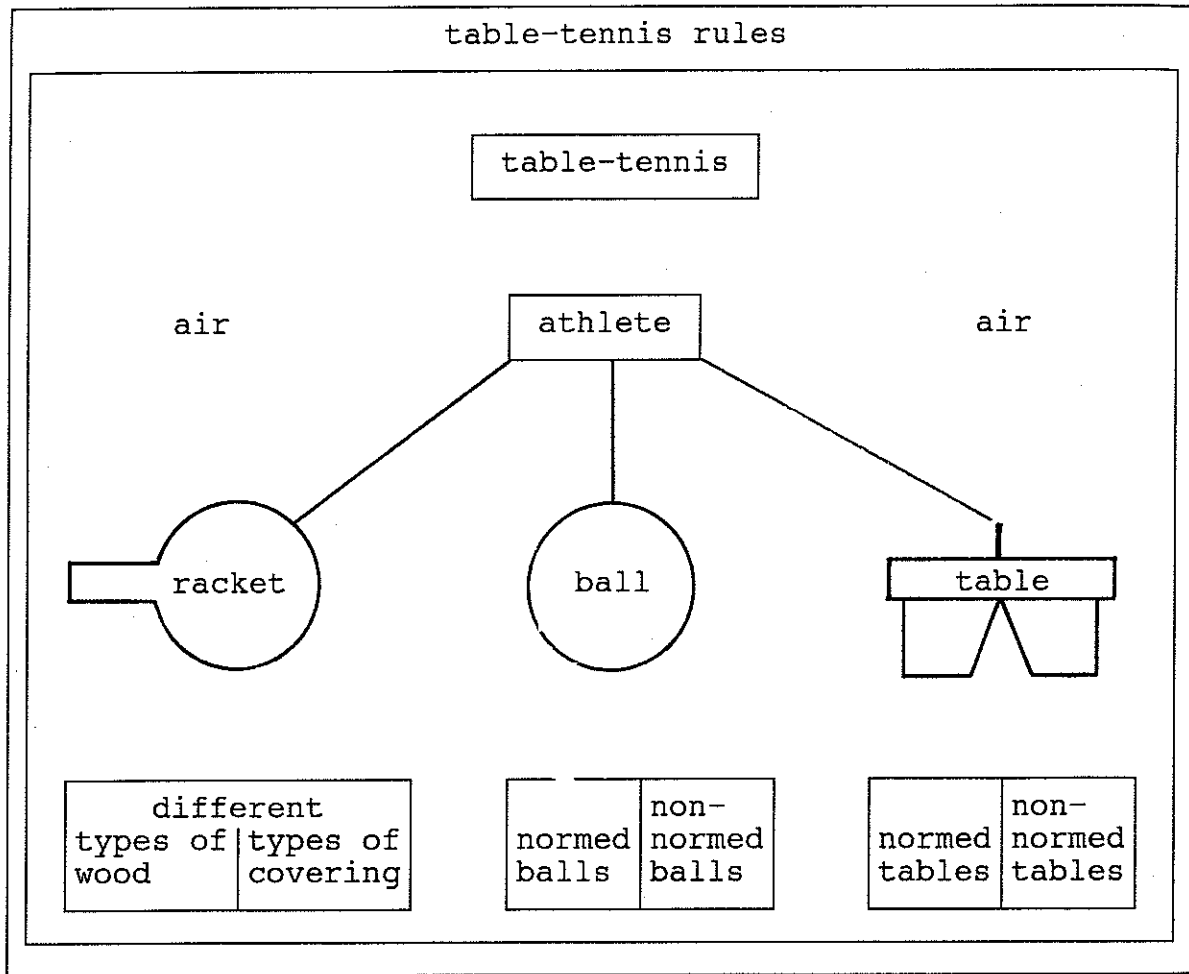 table-tennis rules
table-tennis
air
athlete
air
racket
ball
table
different
types of
wood
types of
covering
normed
balls
non-
normed
balls
normed
tables
non-
normed
tables